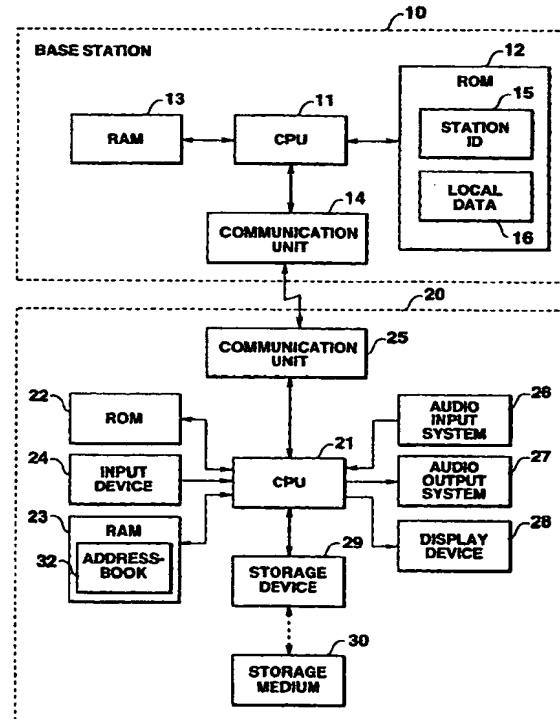 10
BASE STATION
12
ROM
13
RAM
11
CPU
15
STATION
ID
LOCAL
DATA
16
14
COMMUNICATION
UNIT
20
COMMUNICATION
UNIT
25
22
ROM
24
INPUT
DEVICE
23
RAM
32
ADDRESS-
BOOK
21
CPU
26
AUDIO
INPUT
SYSTEM
27
AUDIO
OUTPUT
SYSTEM
28
DISPLAY
DEVICE
29
STORAGE
DEVICE
30
STORAGE
MEDIUM